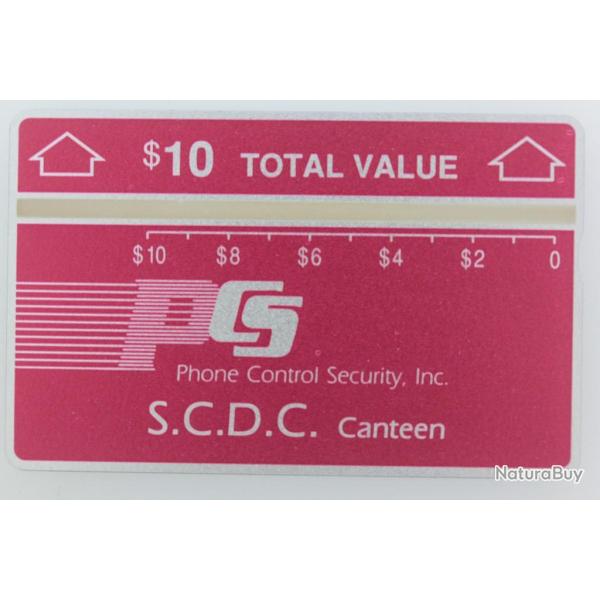 $10 TOTAL VALUE
$10 $8 $6 $4 $2 0
PCS
Phone Control Security, Inc.
S.C.D.C. Canteen
NaturaBuy